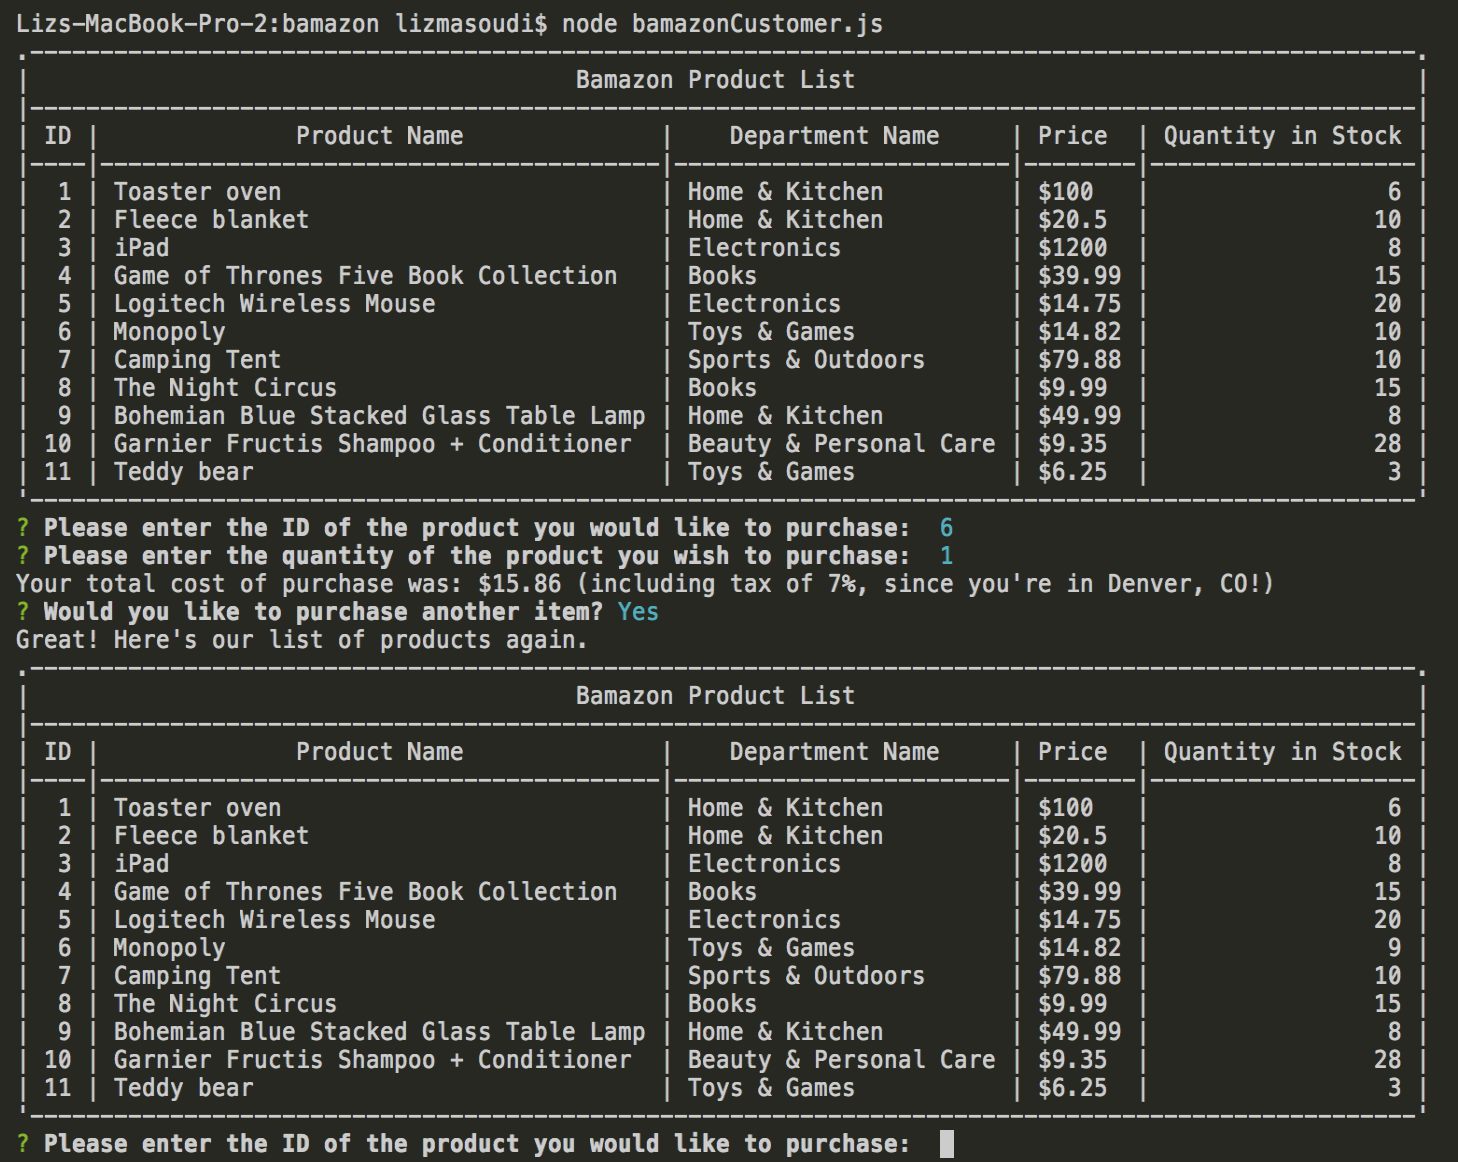 Lizs-MacBook-Pro-2:bamazon lizmasoudi$ node bamazonCustomer.js
Bamazon Product List
| ID | Product Name | Department Name | Price | Quantity in Stock |
| 1 | Toaster oven | Home & Kitchen | $100 | 6 |
| 2 | Fleece blanket | Home & Kitchen | $20.5 | 10 |
| 3 | iPad | Electronics | $1200 | 8 |
| 4 | Game of Thrones Five Book Collection | Books | $39.99 | 15 |
| 5 | Logitech Wireless Mouse | Electronics | $14.75 | 20 |
| 6 | Monopoly | Toys & Games | $14.82 | 10 |
| 7 | Camping Tent | Sports & Outdoors | $79.88 | 10 |
| 8 | The Night Circus | Books | $9.99 | 15 |
| 9 | Bohemian Blue Stacked Glass Table Lamp | Home & Kitchen | $49.99 | 8 |
| 10 | Garnier Fructis Shampoo + Conditioner | Beauty & Personal Care | $9.35 | 28 |
| 11 | Teddy bear | Toys & Games | $6.25 | 3 |
? Please enter the ID of the product you would like to purchase: 6
? Please enter the quantity of the product you wish to purchase: 1
Your total cost of purchase was: $15.86 (including tax of 7%, since you're in Denver, CO!)
? Would you like to purchase another item? Yes
Great! Here's our list of products again.
Bamazon Product List
| ID | Product Name | Department Name | Price | Quantity in Stock |
| 1 | Toaster oven | Home & Kitchen | $100 | 6 |
| 2 | Fleece blanket | Home & Kitchen | $20.5 | 10 |
| 3 | iPad | Electronics | $1200 | 8 |
| 4 | Game of Thrones Five Book Collection | Books | $39.99 | 15 |
| 5 | Logitech Wireless Mouse | Electronics | $14.75 | 20 |
| 6 | Monopoly | Toys & Games | $14.82 | 9 |
| 7 | Camping Tent | Sports & Outdoors | $79.88 | 10 |
| 8 | The Night Circus | Books | $9.99 | 15 |
| 9 | Bohemian Blue Stacked Glass Table Lamp | Home & Kitchen | $49.99 | 8 |
| 10 | Garnier Fructis Shampoo + Conditioner | Beauty & Personal Care | $9.35 | 28 |
| 11 | Teddy bear | Toys & Games | $6.25 | 3 |
? Please enter the ID of the product you would like to purchase: